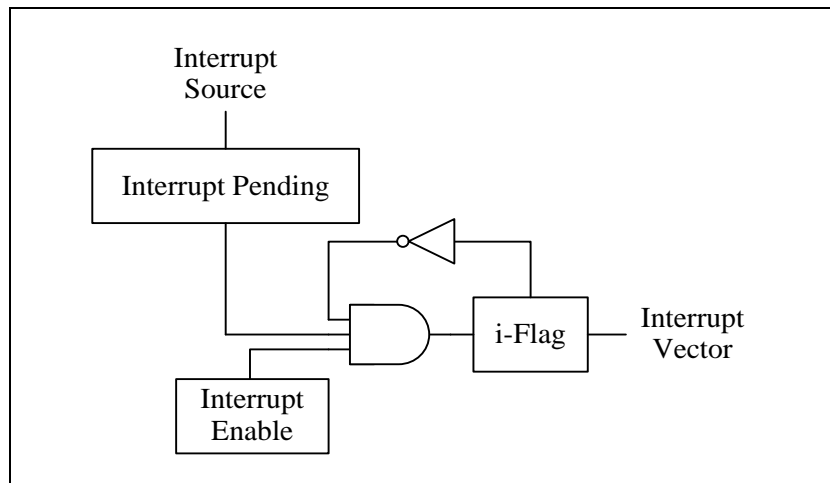 Interrupt
Source
Interrupt Pending
i-Flag
Interrupt
Vector
Interrupt
Enable